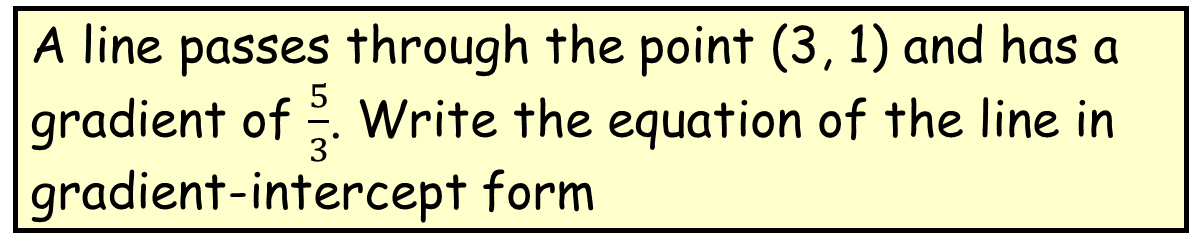 A line passes through the point (3, 1) and has a
gradient of 5/3. Write the equation of the line in
gradient-intercept form